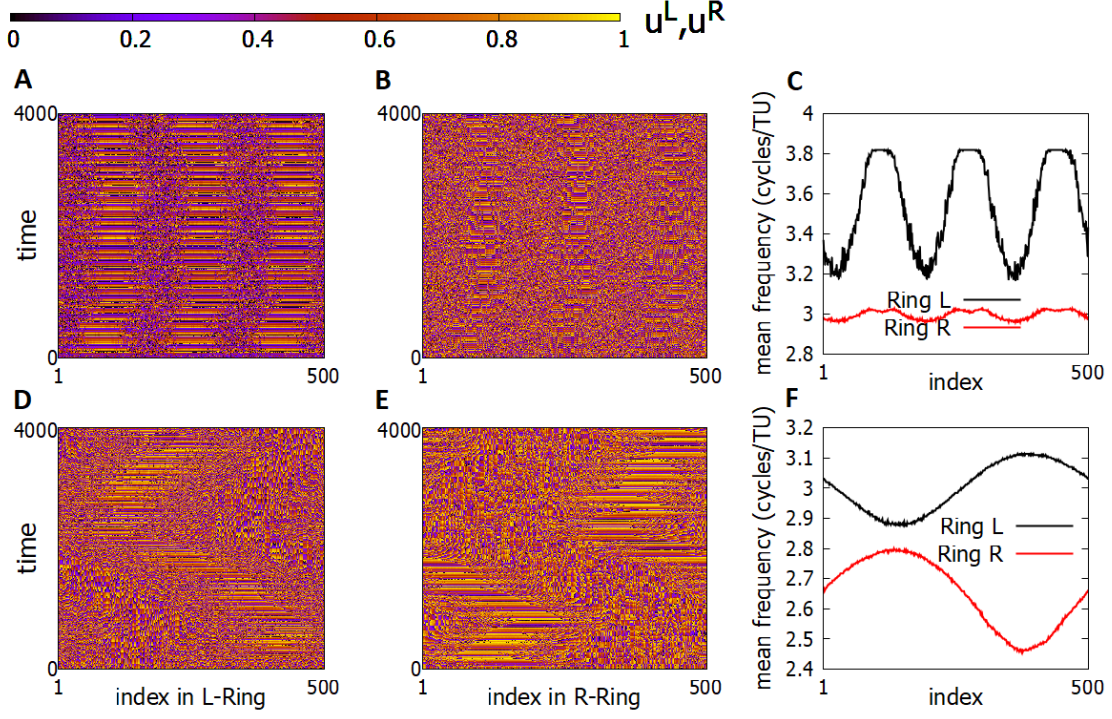 0 0.2 0.4 0.6 0.8 1 u^L,u^R
A B C
4000
0
time
1 500
4000
0
1 500
mean frequency (cycles/TU)
4
3.8
3.6
3.4
3.2
3
2.8
Ring L
Ring R
1 index 500
D E F
4000
0
time
1 index in L-Ring 500
4000
0
1 index in R-Ring 500
mean frequency (cycles/TU)
3.2
3.1
3
2.9
2.8
2.7
2.6
2.5
2.4
Ring L
Ring R
1 index 500